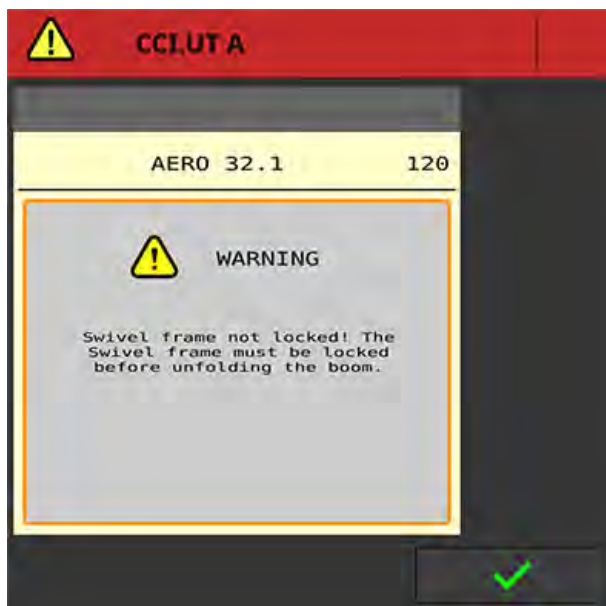 CCI.UT A
AERO 32.1 120
WARNING
Swivel frame not locked! The
Swivel frame must be locked
before unfolding the boom.